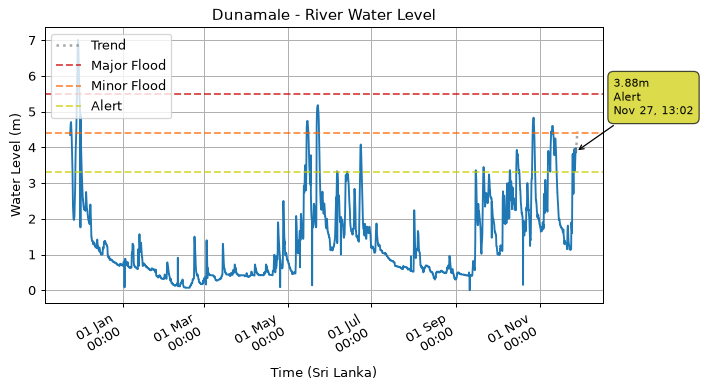 Dunamale - River Water Level
Trend
Major Flood
Minor Flood
Alert
3.88m
Alert
Nov 27, 13:02
Water Level (m)
7
6
5
4
3
2
1
0
01 Jan
00:00
01 Mar
00:00
01 May
00:00
01 Jul
00:00
01 Sep
00:00
01 Nov
00:00
Time (Sri Lanka)